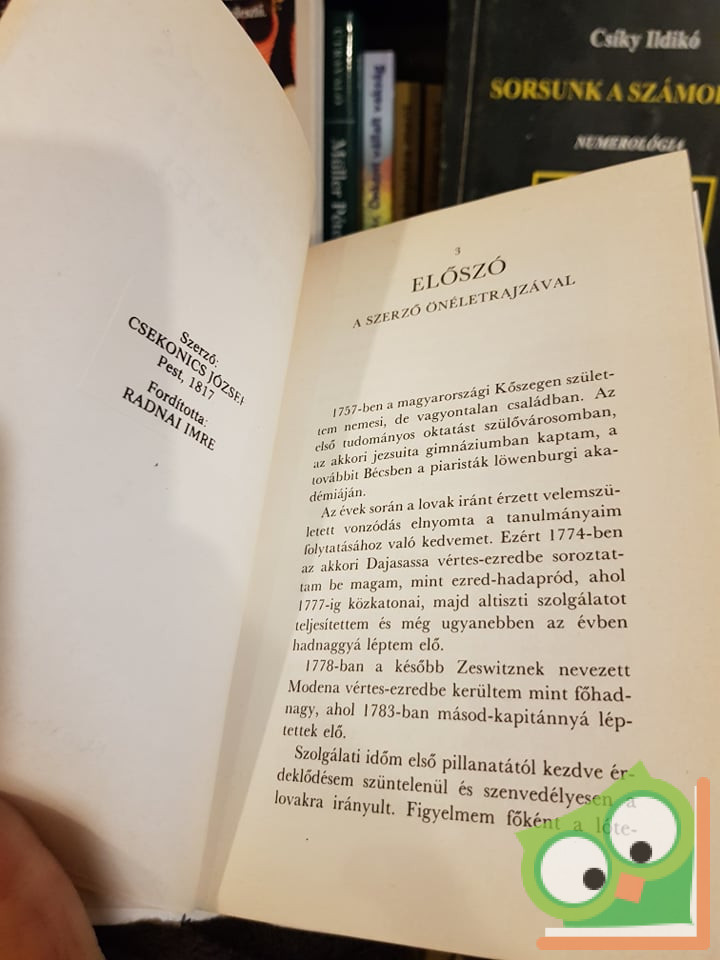 Csíky Ildikó
SORSUNK A
NUMEROLÓGIA
Müller
Szerző:
CSEKONICS JÓZSEF
Pest, 1817
Fordította:
RADNAI IMRE
3
ELŐSZÓ
A SZERZŐ ÖNÉLETRAJZÁVAL
1757-ben a magyarországi Kőszegen szület-
tem nemesi, de vagyontalan családban. Az
első tudományos oktatást szülővárosomban,
az akkori jezsuita gimnáziumban kaptam, a
továbbit Bécsben a piaristák löwenburgi aka-
démiáján.
Az évek során a lovak iránt érzett velemszü-
letett vonzódás elnyomta a tanulmányaim
folytatásához való kedvemet. Ezért 1774-ben
az akkori Dajasassa vértes-ezredbe soroztat-
tam be magam, mint ezred-hadapród, ahol
1777-ig közkatonai, majd altiszti szolgálatot
teljesítettem és még ugyanebben az évben
hadnaggyá léptem elő.
1778-ban a később Zeswitznek nevezett
Modena vértes-ezredbe kerültem mint főhad-
nagy, ahol 1783-ban másod-kapitánnyá lép-
tettek elő.
Szolgálati időm első pillanatától kezdve ér-
deklődésem szüntelenül és szenvedélyesen a
lovakra irányult. Figyelmem főként a lóte-